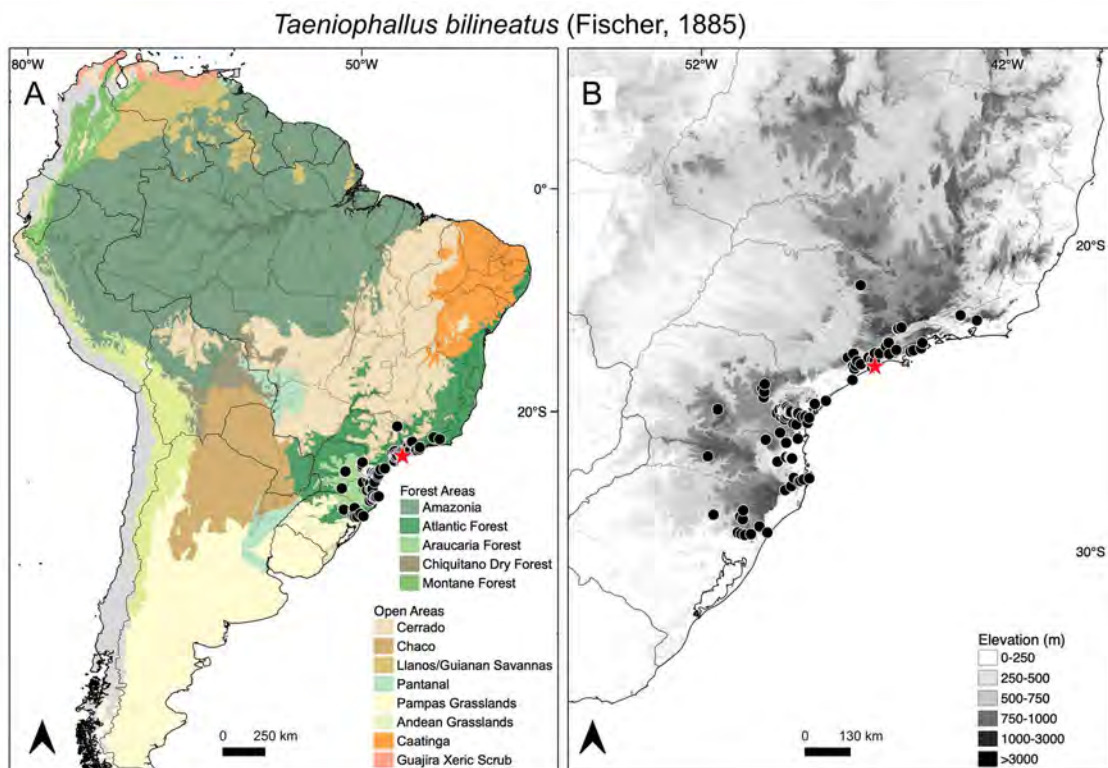 Taeniophallus bilineatus (Fischer, 1885)
80°W
50°W
A
0°
20°S
Forest Areas
Amazonia
Atlantic Forest
Araucaria Forest
Chiquitano Dry Forest
Montane Forest
Open Areas
Cerrado
Chaco
Llanos/Guianan Savannas
Pantanal
Pampas Grasslands
Andean Grasslands
Caatinga
Guajira Xeric Scrub
0 250 km
52°W
42°W
B
20°S
30°S
Elevation (m)
0-250
250-500
500-750
750-1000
1000-3000
>3000
0 130 km